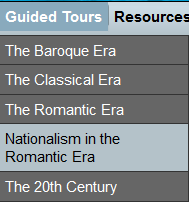 Guided Tours Resources
The Baroque Era
The Classical Era
The Romantic Era
Nationalism in the
Romantic Era
The 20th Century